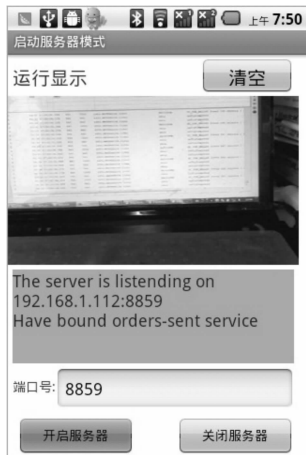 上午 7:50
启动服务器模式
运行显示
清空
The server is listending on
192.168.1.112:8859
Have bound orders-sent service
端口号: 8859
开启服务器
关闭服务器